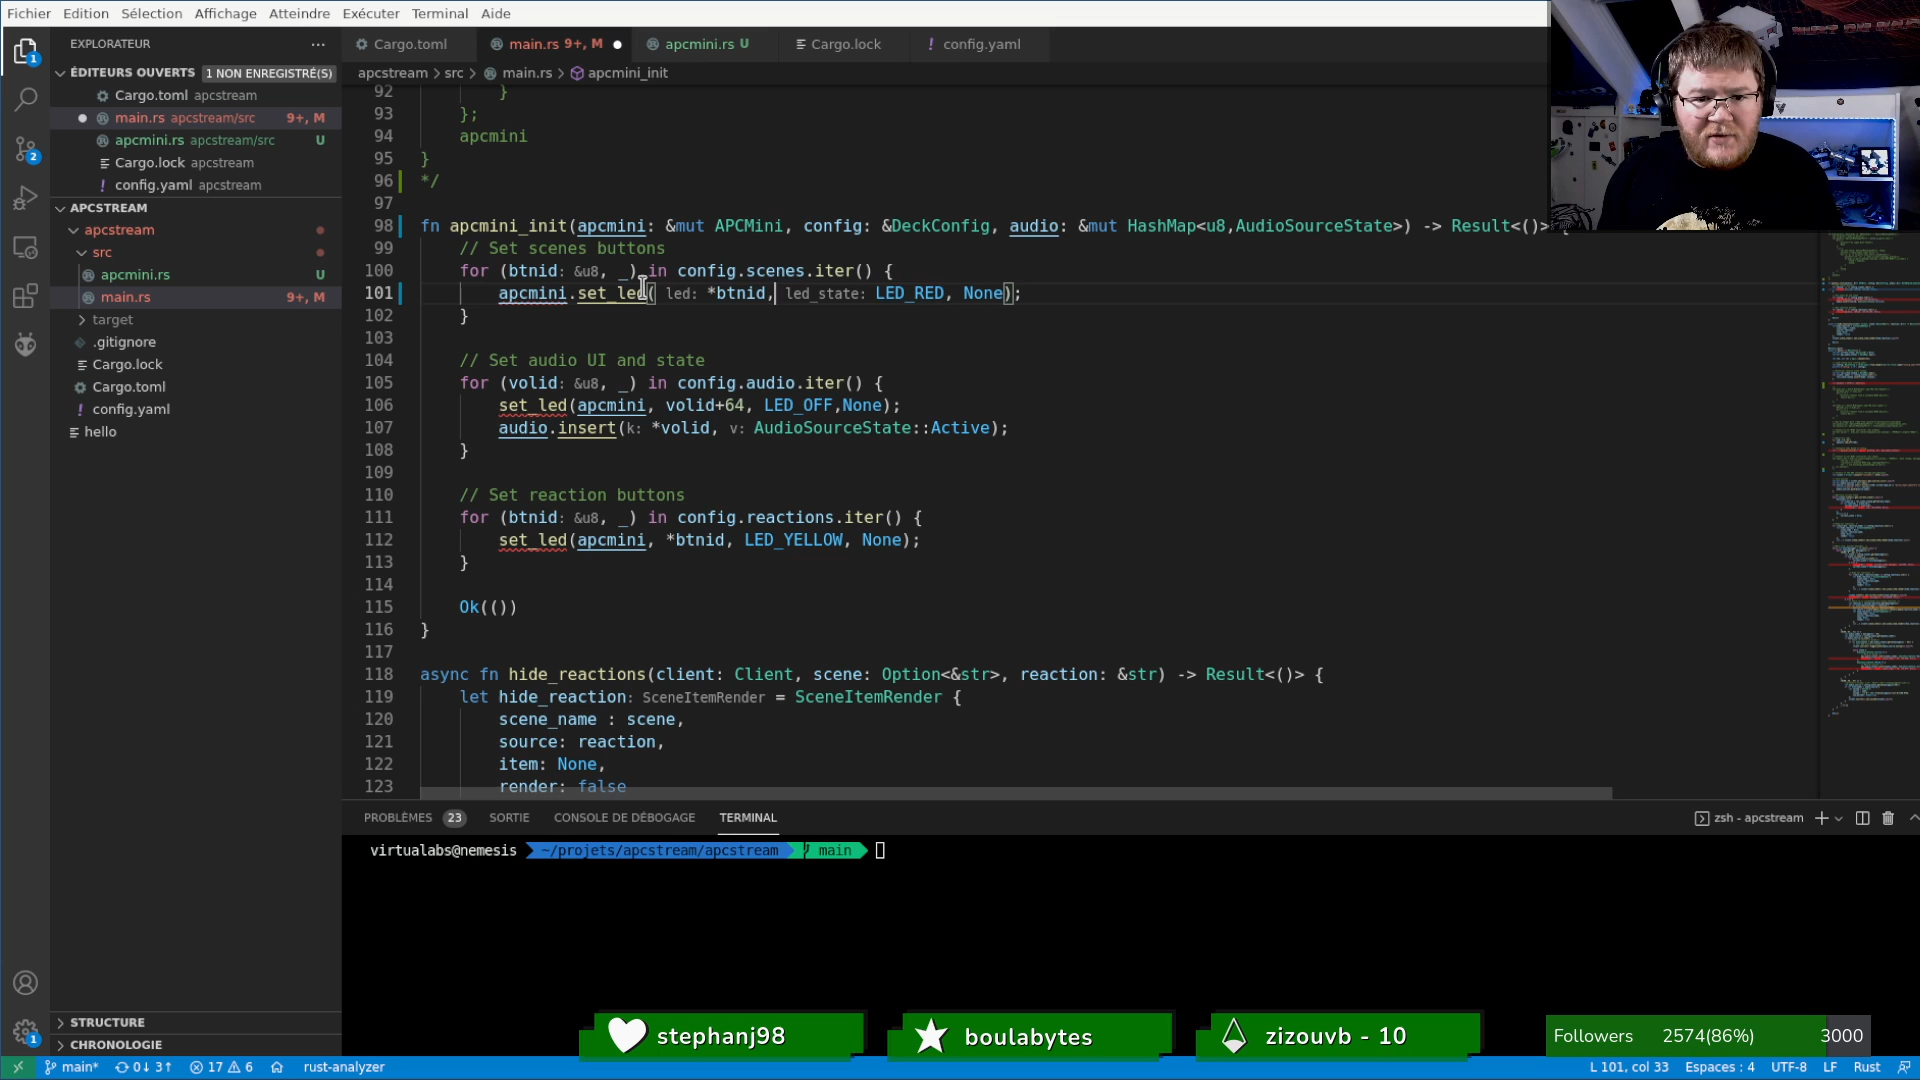 Fichier Edition Sélection Affichage Atteindre Exécuter Terminal Aide
EXPLORATEUR
ÉDITEURS OUVERTS 1 NON ENREGISTRÉ(S)
Cargo.toml apcstream
main.rs apcstream/src 9+, M
apcmini.rs apcstream/src U
Cargo.lock apcstream
config.yaml apcstream
APCSTREAM
apcstream
src
apcmini.rs U
main.rs 9+, M
target
.gitignore
Cargo.lock
Cargo.toml
config.yaml
hello
STRUCTURE
CHRONOLOGIE
Cargo.toml main.rs 9+, M apcmini.rs U Cargo.lock config.yaml
apcstream > src > main.rs > apcmini_init
92 }
93 };
94 apcmini
95 }
96 */
97
98 fn apcmini_init(apcmini: &mut APCMini, config: &DeckConfig, audio: &mut HashMap<u8,AudioSourceState>) -> Result<()> {
99 // Set scenes buttons
100 for (btnid: &u8, _) in config.scenes.iter() {
101 apcmini.set_led( led: *btnid, led_state: LED_RED, None);
102 }
103
104 // Set audio UI and state
105 for (volid: &u8, _) in config.audio.iter() {
106 set_led(apcmini, volid+64, LED_OFF,None);
107 audio.insert(k: *volid, v: AudioSourceState::Active);
108 }
109
110 // Set reaction buttons
111 for (btnid: &u8, _) in config.reactions.iter() {
112 set_led(apcmini, *btnid, LED_YELLOW, None);
113 }
114
115 Ok(())
116 }
117
118 async fn hide_reactions(client: Client, scene: Option<&str>, reaction: &str) -> Result<()> {
119 let hide_reaction: SceneItemRender = SceneItemRender {
120 scene_name : scene,
121 source: reaction,
122 item: None,
123 render: false
PROBLÈMES 23 SORTIE CONSOLE DE DÉBOGAGE TERMINAL
zsh - apcstream
virtualabs@nemesis ~/projets/apcstream/apcstream main
stephanj98
boulabytes
zizouvb - 10
Followers 2574(86%) 3000
main* 0↓ 3↑ 17 6 rust-analyzer
L 101, col 33 Espaces : 4 UTF-8 LF Rust